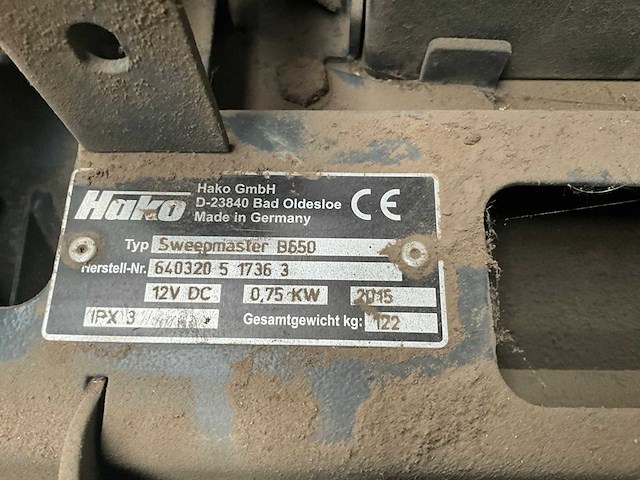 Hako
Hako GmbH
D-23840 Bad Oldesloe
Made in Germany
CE
Typ Sweepmaster B650
Herstell-Nr. 640320 5 1736 3
12V DC 0,75 KW 2015
IPX 3 Gesamtgewicht kg: 122